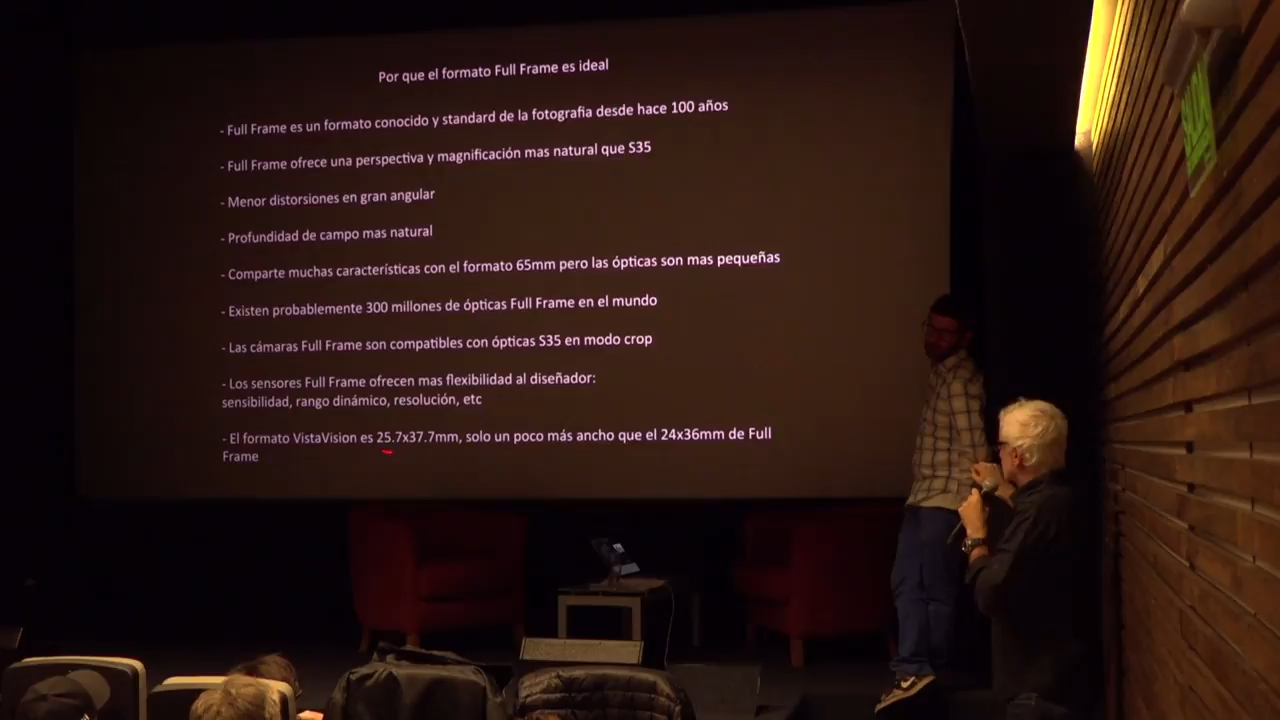 Por que el formato Full Frame es ideal
- Full Frame es un formato conocido y standard de la fotografia desde hace 100 años
- Full Frame ofrece una perspectiva y magnificación mas natural que S35
- Menor distorsiones en gran angular
- Profundidad de campo mas natural
- Comparte muchas características con el formato 65mm pero las ópticas son mas pequeñas
- Existen probablemente 300 millones de ópticas Full Frame en el mundo
- Las cámaras Full Frame son compatibles con ópticas S35 en modo crop
- Los sensores Full Frame ofrecen mas flexibilidad al diseñador:
sensibilidad, rango dinámico, resolución, etc
- El formato VistaVision es 25.7x37.7mm, solo un poco más ancho que el 24x36mm de Full
Frame